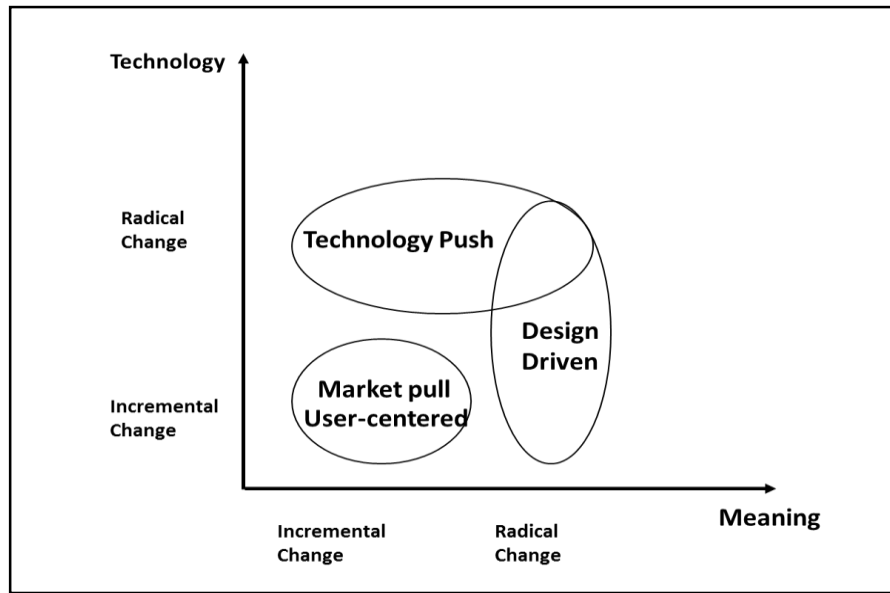 Technology
Radical
Change
Technology Push
Design
Driven
Market pull
User-centered
Incremental
Change
Meaning
Incremental
Change
Radical
Change